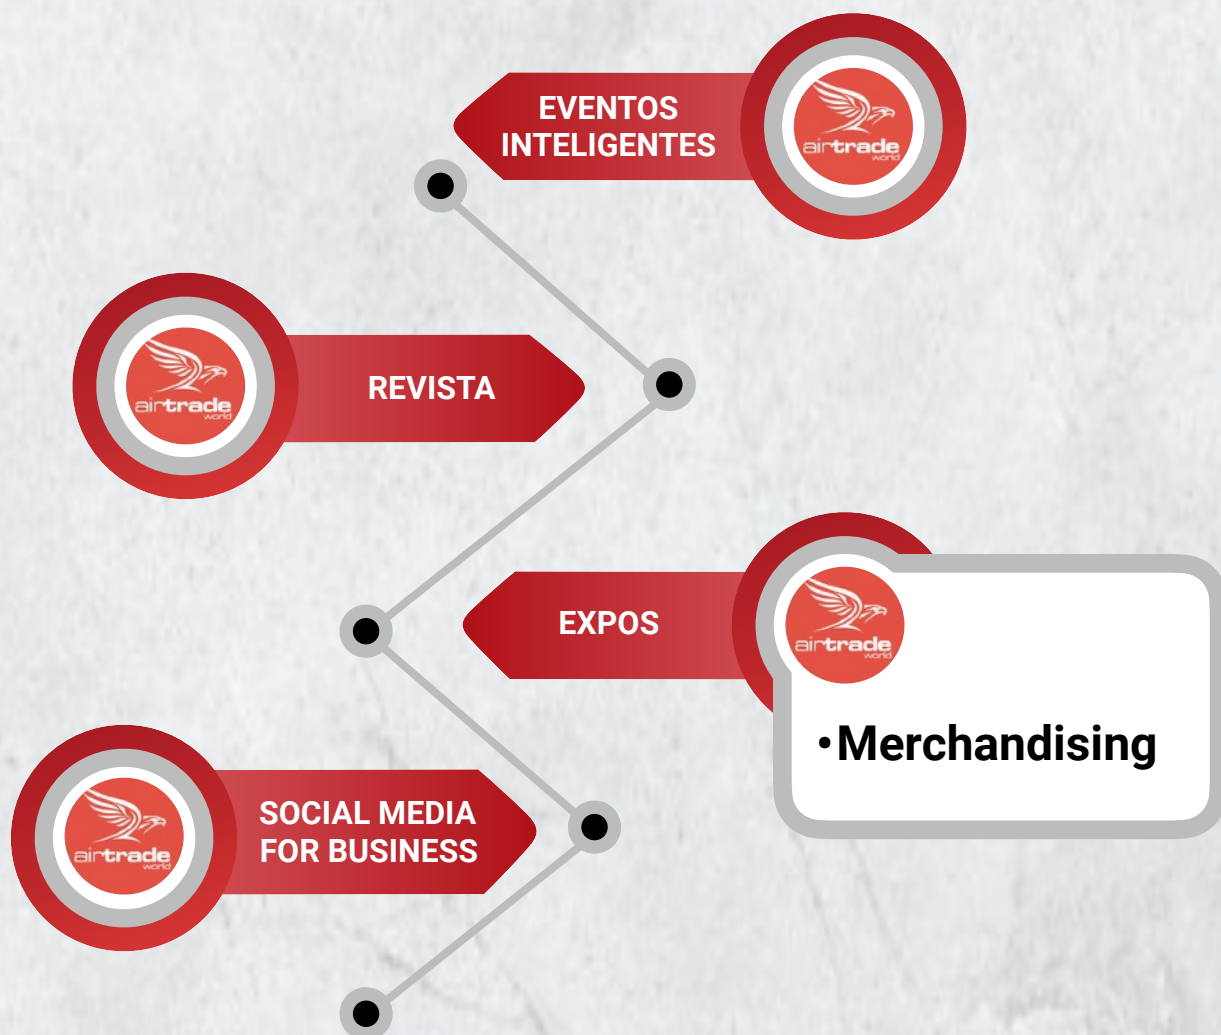 EVENTOS
INTELIGENTES
airtrade
world
REVISTA
airtrade
world
EXPOS
airtrade
world
•Merchandising
SOCIAL MEDIA
FOR BUSINESS
airtrade
world